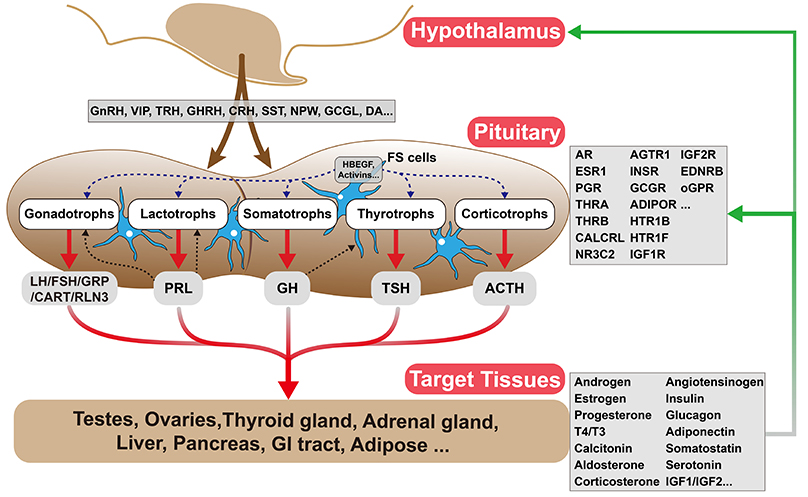 Hypothalamus
GnRH, VIP, TRH, GHRH, CRH, SST, NPW, GCGL, DA...
Pituitary
HBEGF,
Activins...
FS cells
Gonadotrophs
Lactotrophs
Somatotrophs
Thyrotrophs
Corticotrophs
LH/FSH/GRP
/CART/RLN3
PRL
GH
TSH
ACTH
AR AGTR1 IGF2R
ESR1 INSR EDNRB
PGR GCGR oGPR
THRA ADIPOR ...
THRB HTR1B
CALCRL HTR1F
NR3C2 IGF1R
Target Tissues
Testes, Ovaries,Thyroid gland, Adrenal gland,
Liver, Pancreas, GI tract, Adipose ...
Androgen Angiotensinogen
Estrogen Insulin
Progesterone Glucagon
T4/T3 Adiponectin
Calcitonin Somatostatin
Aldosterone Serotonin
Corticosterone IGF1/IGF2...